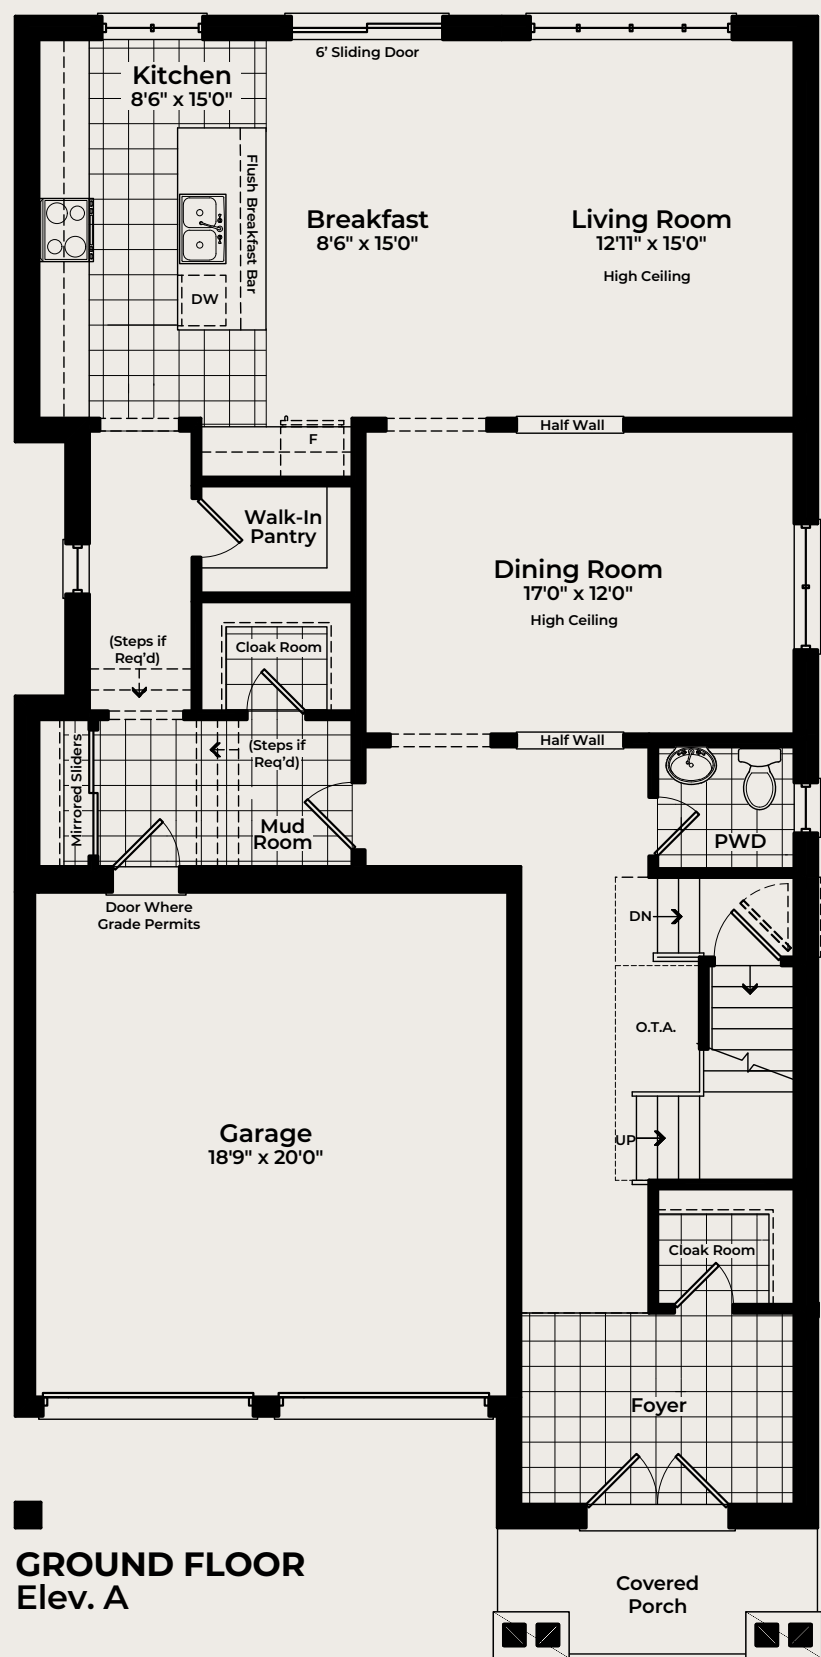 6’ Sliding Door
Kitchen
8'6" x 15'0"
Flush Breakfast Bar
Breakfast
8'6" x 15'0"
Living Room
12'11" x 15'0"
High Ceiling
DW
Half Wall
F
Walk-In
Pantry
Dining Room
17'0" x 12'0"
High Ceiling
(Steps if
Req’d)
Cloak Room
Mirrored Sliders
(Steps if
Req’d)
Half Wall
Mud
Room
PWD
Door Where
Grade Permits
DN
O.T.A.
Garage
18'9" x 20'0"
UP
Cloak Room
Foyer
GROUND FLOOR
Elev. A
Covered
Porch